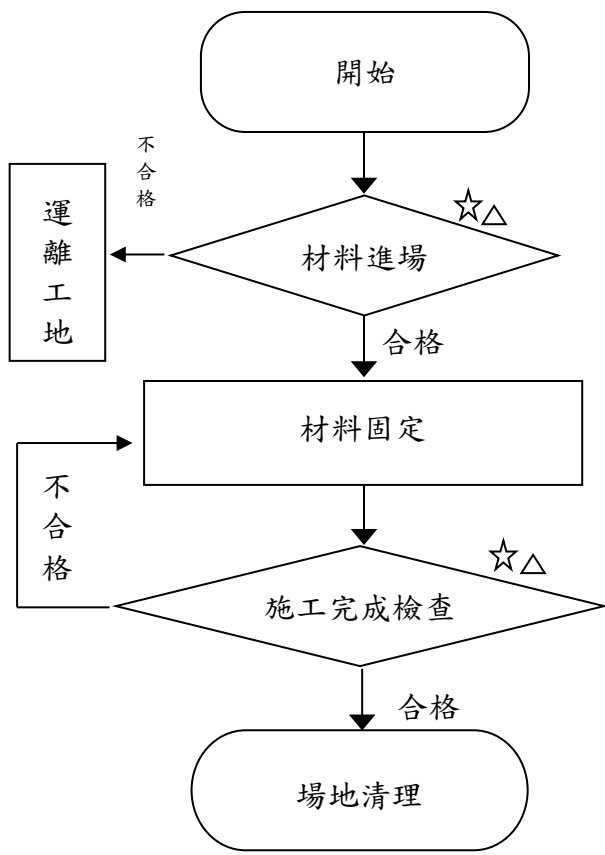 開始
不合格
運離工地
☆△
材料進場
合格
材料固定
不合格
☆△
施工完成檢查
合格
場地清理